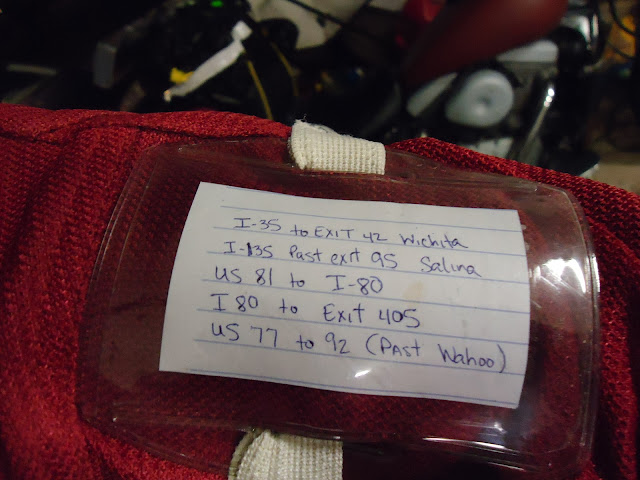 I-35 to EXIT 42 Wichita
I-135 Past exit 95 Salina
US 81 to I-80
I 80 to Exit 405
US 77 to 92 (Past Wahoo)